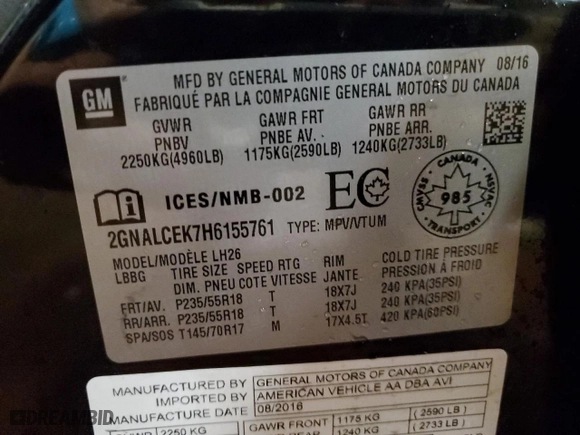 GM
MFD BY GENERAL MOTORS OF CANADA COMPANY 08/16
FABRIQUÉ PAR LA COMPAGNIE GENERAL MOTORS DU CANADA
GVWR GAWR FRT GAWR RR
PNBV PNBE AV. PNBE ARR.
2250KG(4960LB) 1175KG(2590LB) 1240KG(2733LB)
ICES/NMB-002 EC
CANADA
985
TRANSPORT
2GNALCEK7H6155761 TYPE: MPV/VTUM
MODEL/MODÈLE LH26
LBBG TIRE SIZE SPEED RTG RIM COLD TIRE PRESSURE
DIM. PNEU COTE VITESSE JANTE PRESSION À FROID
FRT/AV. P235/55R18 T 18X7J 240 KPA(35PSI)
RR/ARR. P235/55R18 T 18X7J 240 KPA(35PSI)
SPA/SOS T145/70R17 M 17X4.5T 420 KPA(60PSI)
MANUFACTURED BY GENERAL MOTORS OF CANADA COMPANY
IMPORTED BY AMERICAN VEHICLE AA DBA AVI
MANUFACTURE DATE 08/2016
GVWR 2250 KG GAWR FRONT 1175 KG ( 2590 LB )
REAR 1240 KG ( 2733 LB )
DREAMBID